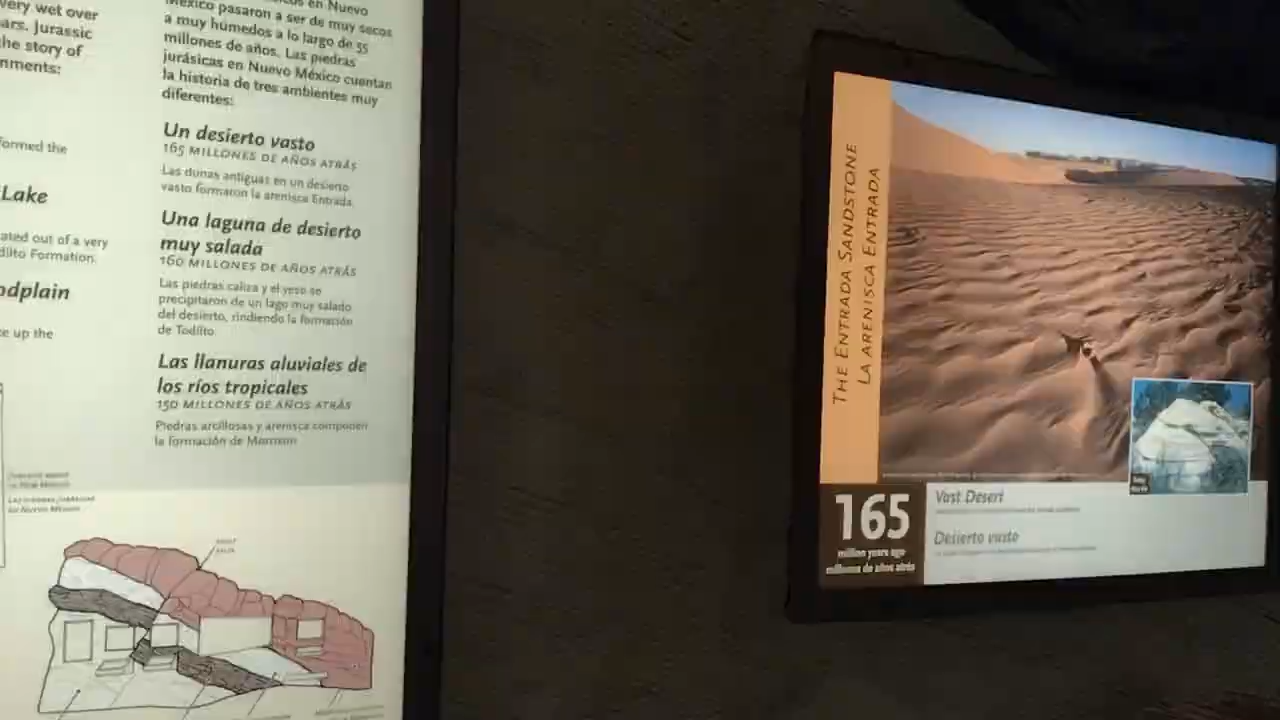 very wet over
ars. Jurassic
the story of
nments:
formed the
Lake
ated out of a very
dilto Formation.
odplain
ke up the
en Nuevo
México pasaron a ser de muy secos
a muy húmedos a lo largo de 55
millones de años. Las piedras
jurásicas en Nuevo México cuentan
la historia de tres ambientes muy
diferentes:
Un desierto vasto
165 MILLONES DE AÑOS ATRÁS
Las dunas antiguas en un desierto
vasto formaron la arenisca Entrada.
Una laguna de desierto
muy salada
160 MILLONES DE AÑOS ATRÁS
Las piedras caliza y el yeso se
precipitaron de un lago muy salado
del desierto, rindiendo la formación
de Todilto.
Las llanuras aluviales de
los ríos tropicales
150 MILLONES DE AÑOS ATRÁS
Piedras arcillosas y arenisca componen
la formación de Morrison
THE ENTRADA SANDSTONE
LA ARENISCA ENTRADA
165
million years ago
millones de años atrás
Vast Desert
Desierto vasto